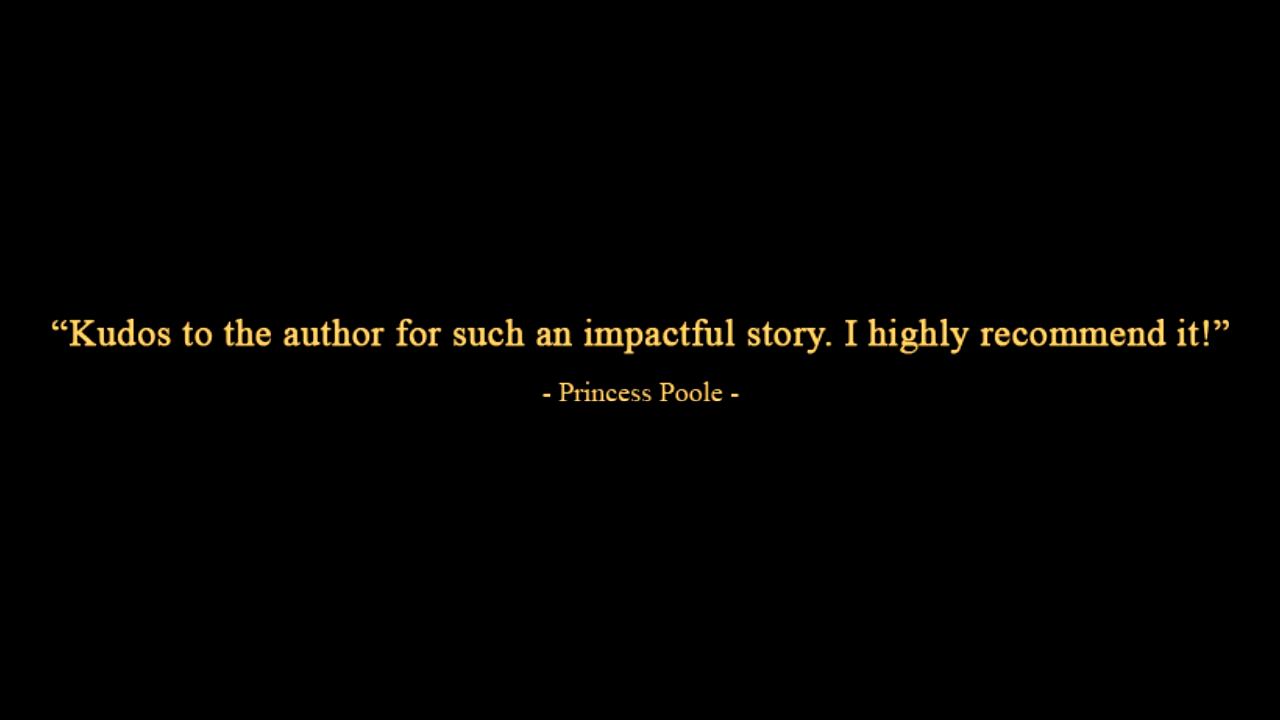 “Kudos to the author for such an impactful story. I highly recommend it!”
- Princess Poole -